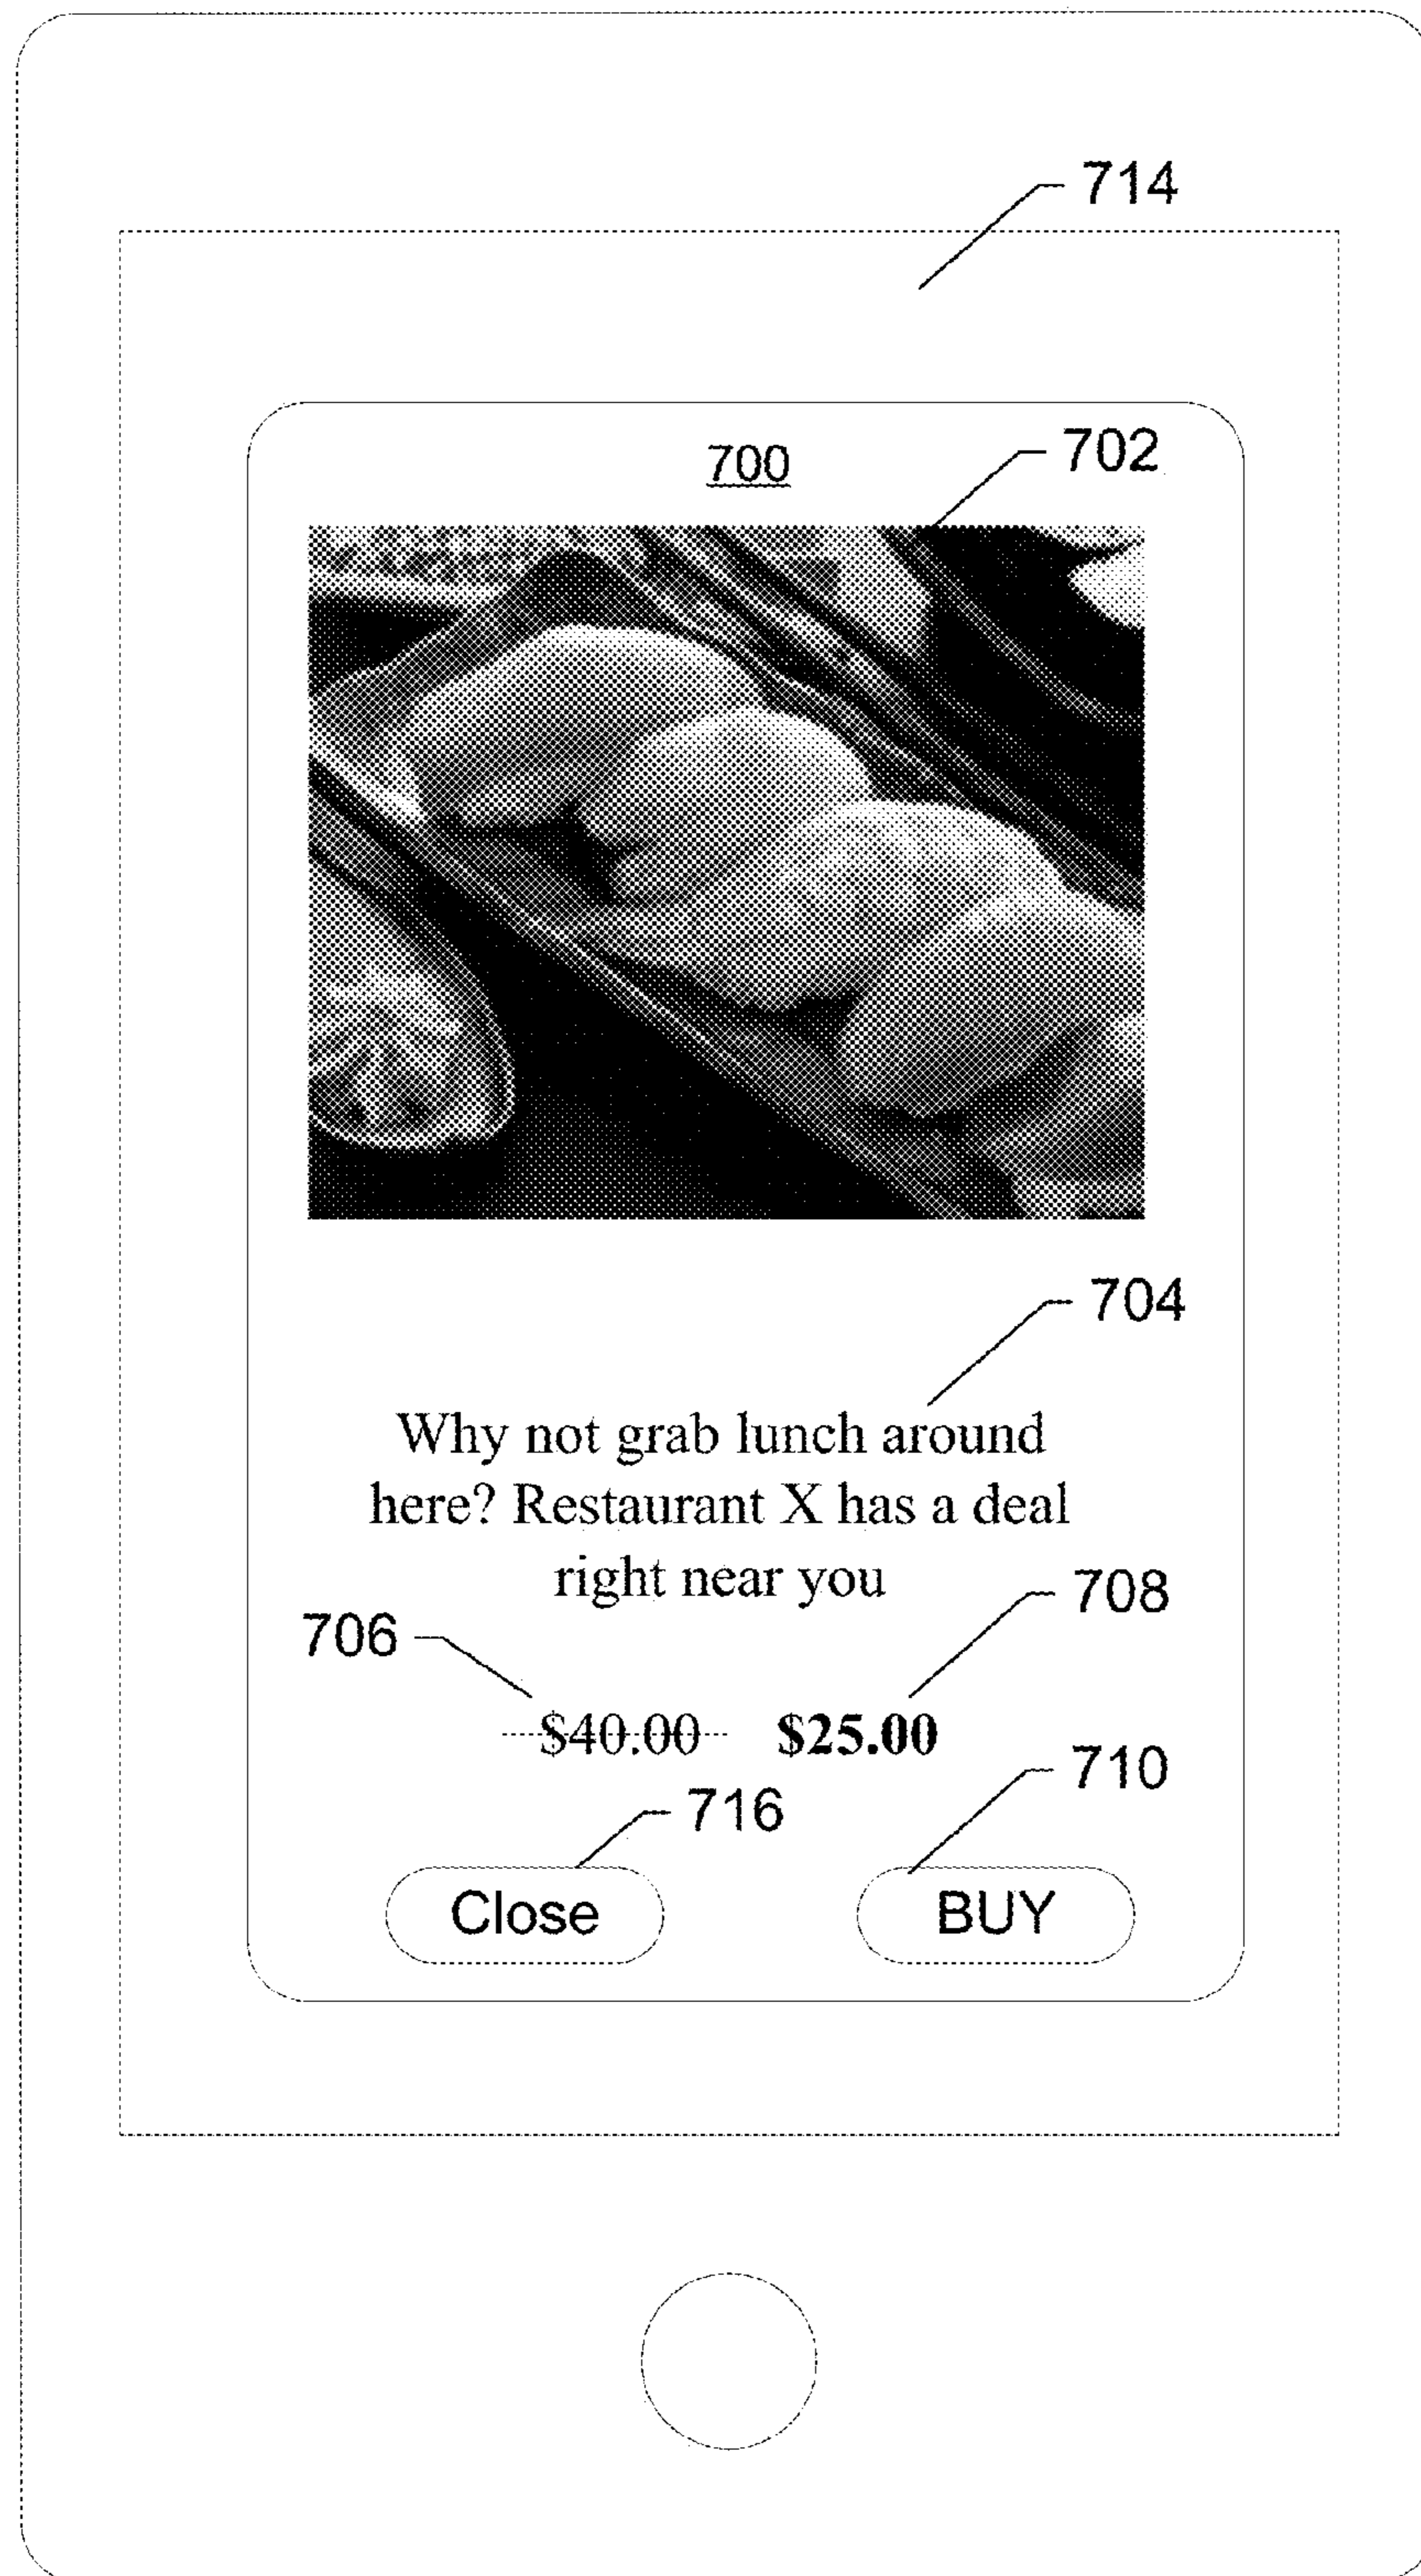 714
700
702
704
Why not grab lunch around
here? Restaurant X has a deal
right near you
708
706
$40.00 $25.00
710
716
Close BUY